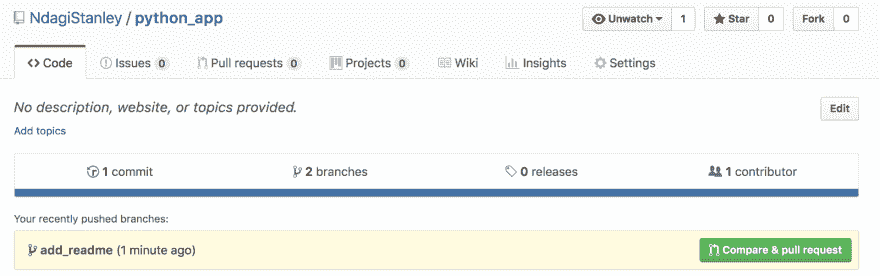 NdagiStanley / python_app Unwatch 1 Star 0 Fork 0
Code Issues 0 Pull requests 0 Projects 0 Wiki Insights Settings
No description, website, or topics provided. Edit
Add topics
1 commit 2 branches 0 releases 1 contributor
Your recently pushed branches:
add_readme (1 minute ago) Compare & pull request